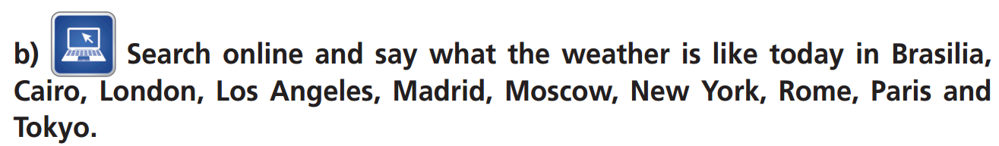 b) Search online and say what the weather is like today in Brasilia,
Cairo, London, Los Angeles, Madrid, Moscow, New York, Rome, Paris and
Tokyo.